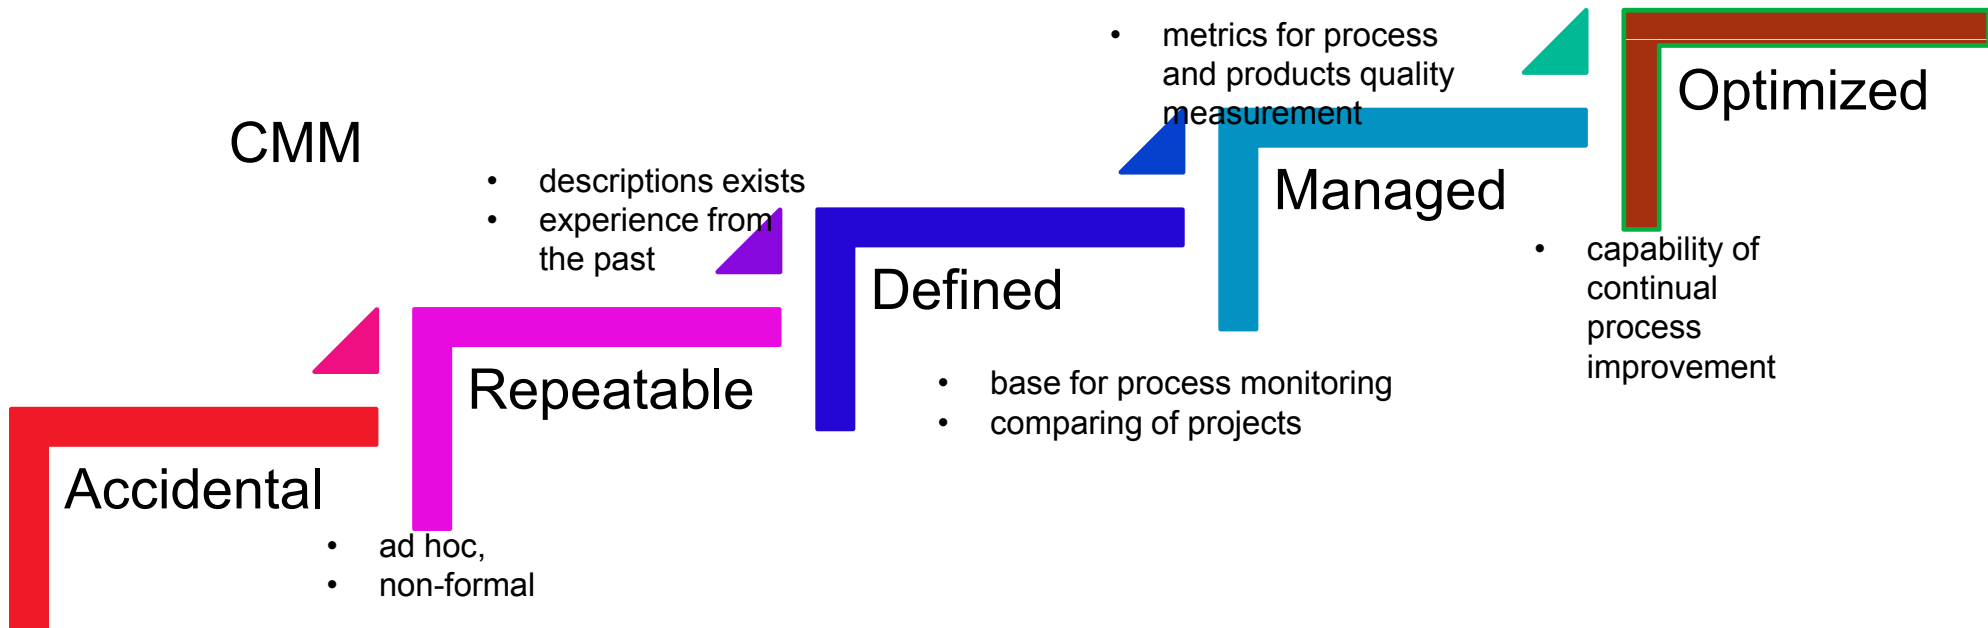 CMM
Accidental
• ad hoc,
• non-formal
Repeatable
• descriptions exists
• experience from
the past
Defined
• base for process monitoring
• comparing of projects
Managed
• metrics for process
and products quality
measurement
Optimized
• capability of
continual
process
improvement